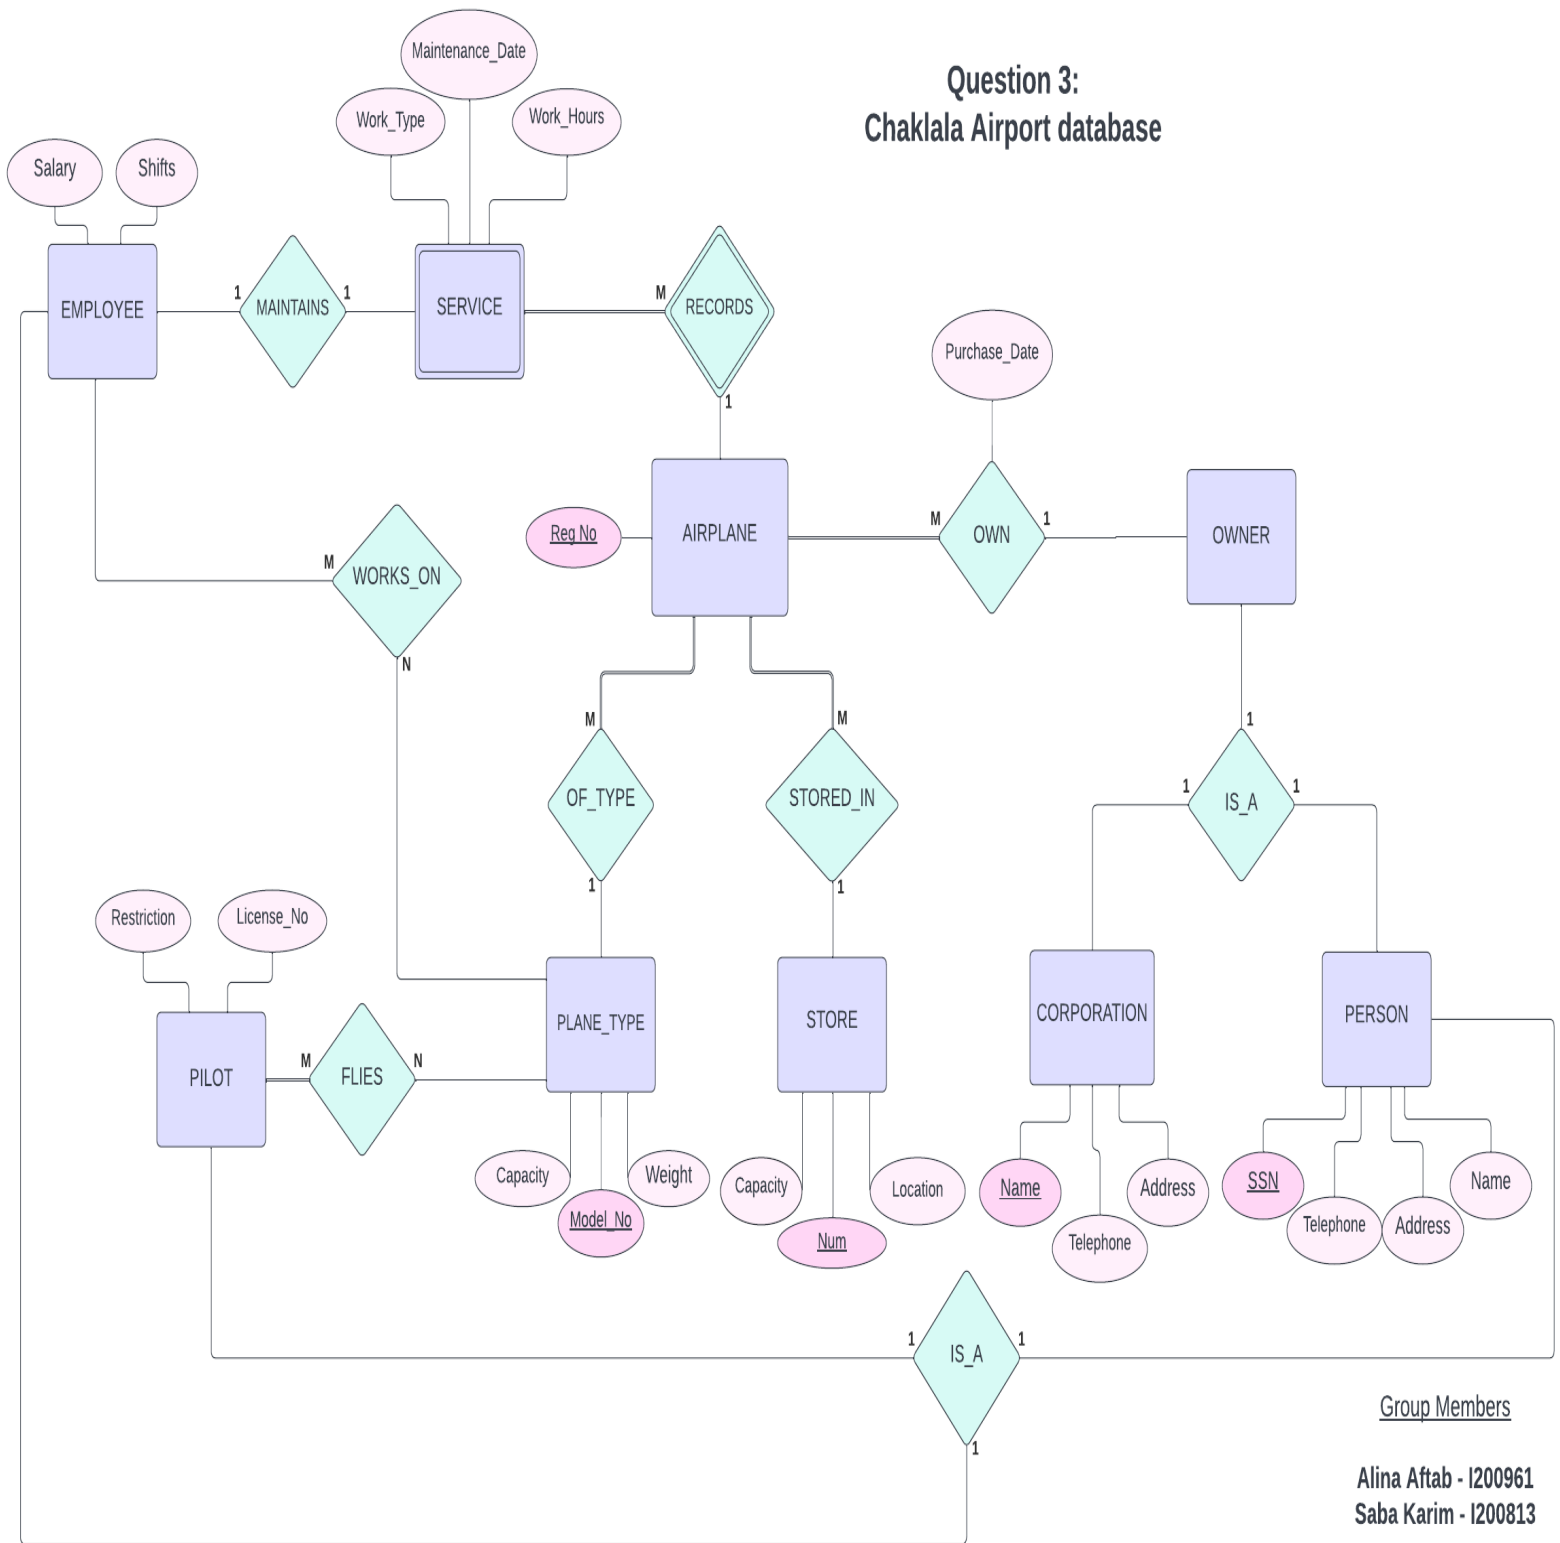 Question 3:
Chaklala Airport database
Maintenance_Date
Work_Type
Work_Hours
Salary
Shifts
EMPLOYEE
1
MAINTAINS
1
SERVICE
M
RECORDS
1
Purchase_Date
Reg No
AIRPLANE
M
OWN
1
OWNER
M
WORKS_ON
N
M
OF_TYPE
1
M
STORED_IN
1
1
1
IS_A
1
Restriction
License_No
PILOT
M
FLIES
N
PLANE_TYPE
STORE
CORPORATION
PERSON
Capacity
Model_No
Weight
Capacity
Num
Location
Name
Telephone
Address
SSN
Telephone
Address
Name
1
IS_A
1
1
Group Members
Alina Aftab - I200961
Saba Karim - I200813